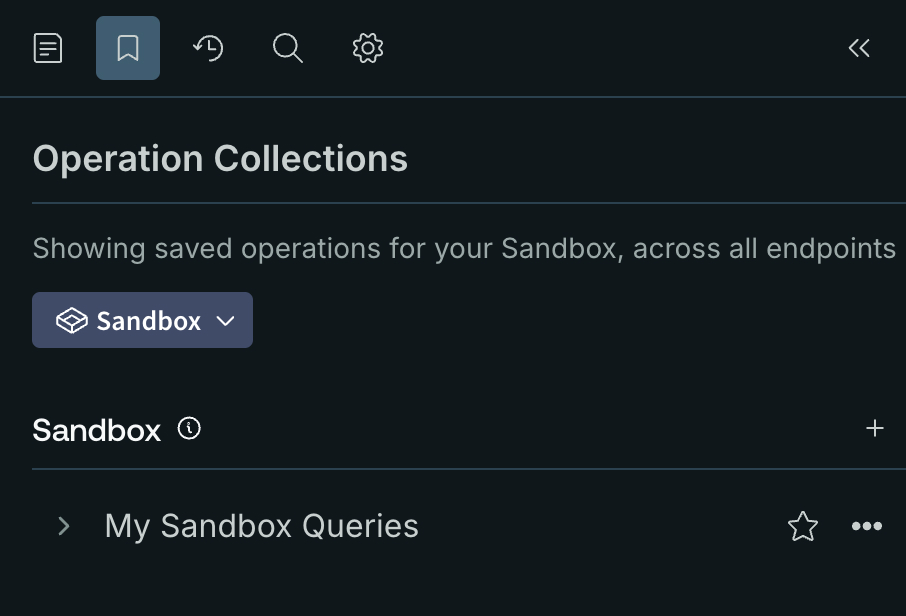 Operation Collections
Showing saved operations for your Sandbox, across all endpoints
Sandbox
Sandbox
My Sandbox Queries